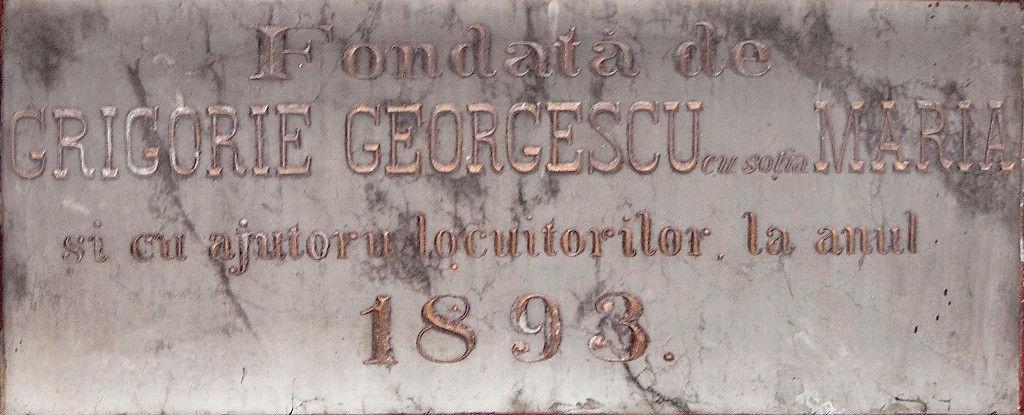 Fondată de
GRIGORIE GEORGESCU cu soția MARIA
și cu ajutoru locuitorilor, la anul
1893.